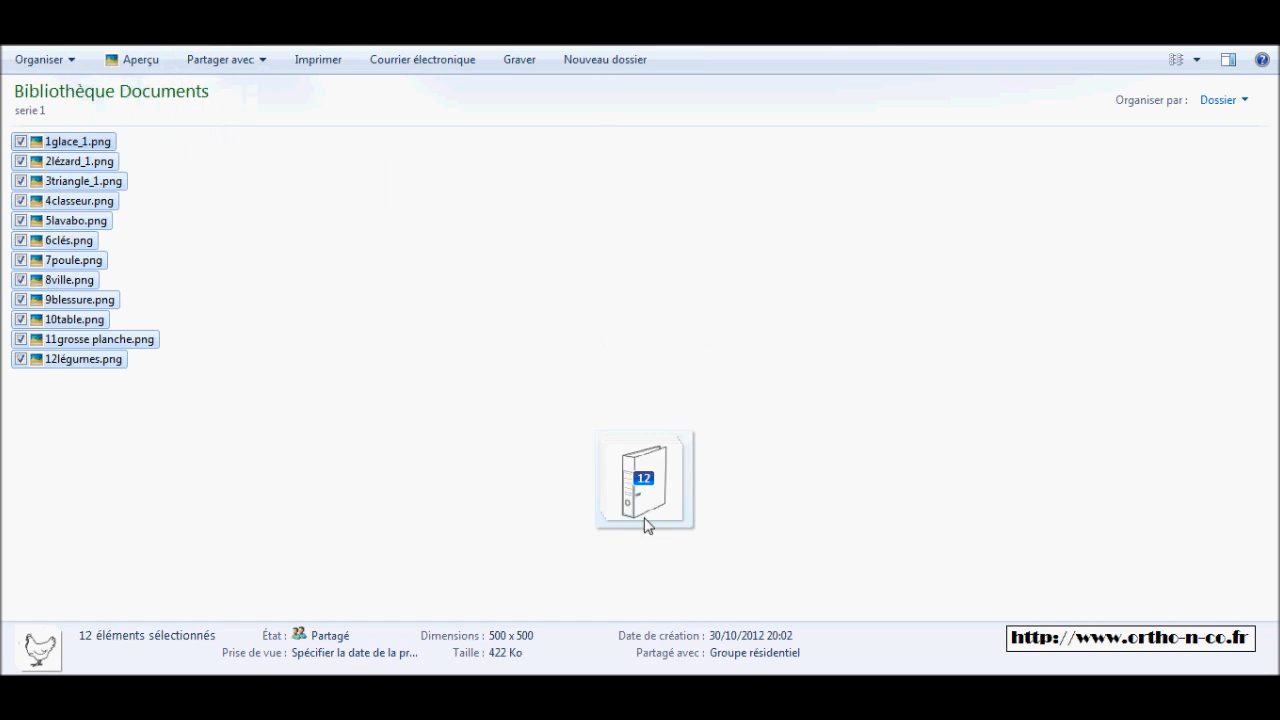 Organiser Aperçu Partager avec Imprimer Courrier électronique Graver Nouveau dossier
Bibliothèque Documents
serie 1
Organiser par : Dossier
1glace_1.png
2lézard_1.png
3triangle_1.png
4classeur.png
5lavabo.png
6clés.png
7poule.png
8ville.png
9blessure.png
10table.png
11grosse planche.png
12légumes.png
12
12 éléments sélectionnés État : Partagé Dimensions : 500 x 500 Date de création : 30/10/2012 20:02
Prise de vue : Spécifier la date de la pr... Taille : 422 Ko Partagé avec : Groupe résidentiel
http://www.ortho-n-co.fr